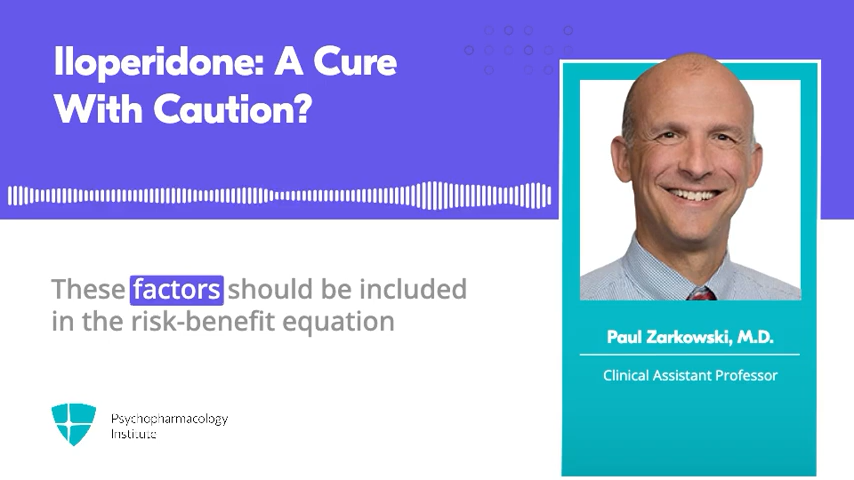 Iloperidone: A Cure
With Caution?
These factors should be included
in the risk-benefit equation
Psychopharmacology
Institute
Paul Zarkowski, M.D.
Clinical Assistant Professor